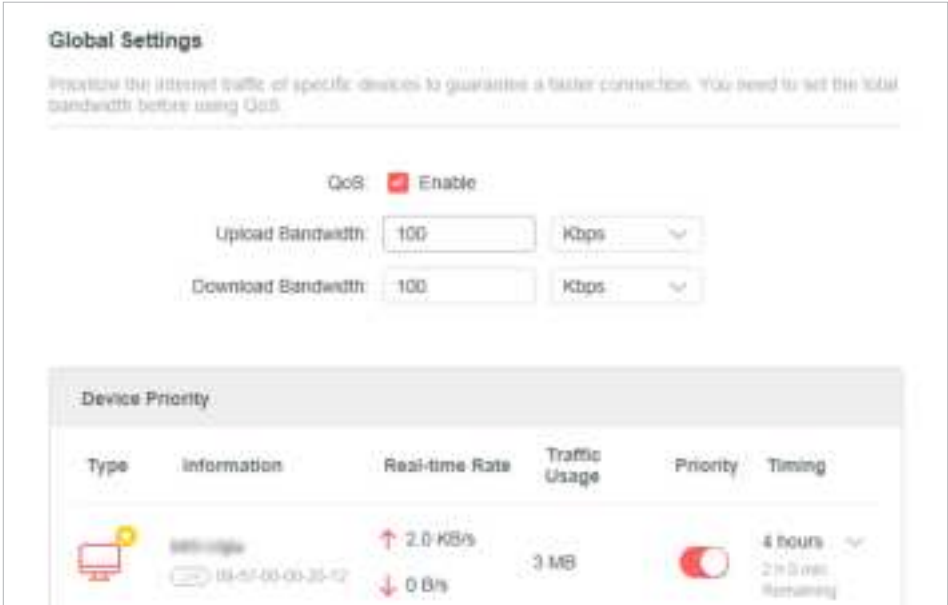 Global Settings
Prioritize the internet traffic of specific devices to guarantee a faster connection. You need to set the total
bandwidth before using QoS.
QoS: Enable
Upload Bandwidth: 100 Kbps
Download Bandwidth: 100 Kbps
Device Priority
Type Information Real-time Rate Traffic Usage Priority Timing
2.0 KB/s
4 hours
3 MB
0 B/s
Remaining